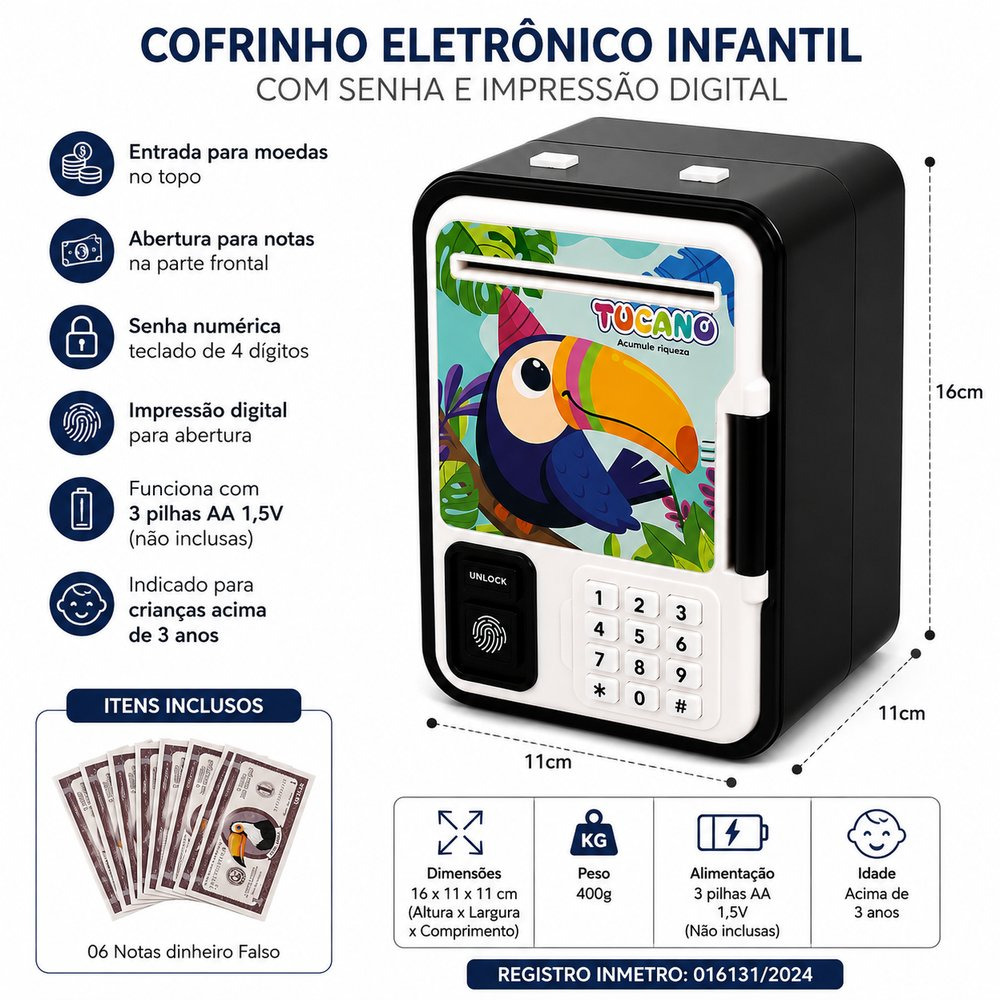 COFRINHO ELETRÔNICO INFANTIL
COM SENHA E IMPRESSÃO DIGITAL
Entrada para moedas
no topo
Abertura para notas
na parte frontal
Senha numérica
teclado de 4 dígitos
Impressão digital
para abertura
Funciona com
3 pilhas AA 1,5V
(não inclusas)
Indicado para
crianças acima
de 3 anos
TUCANO
Acumule riqueza
UNLOCK
1 2 3
4 5 6
7 8 9
* 0 #
16cm
11cm
11cm
ITENS INCLUSOS
1
06 Notas dinheiro Falso
Dimensões
16 x 11 x 11 cm
(Altura x Largura
x Comprimento)
KG
Peso
400g
Alimentação
3 pilhas AA
1,5V
(Não inclusas)
Idade
Acima de
3 anos
REGISTRO INMETRO: 016131/2024